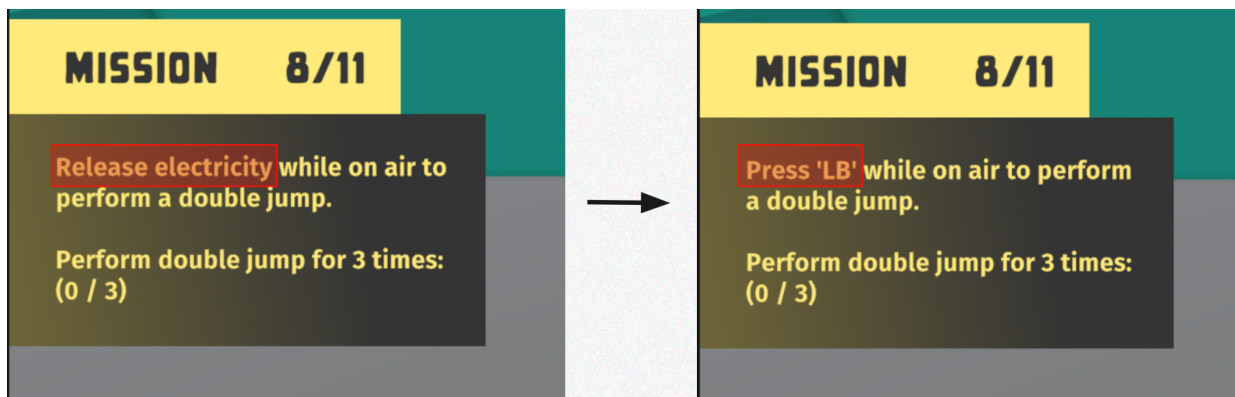 MISSION 8/11
Release electricity while on air to
perform a double jump.
Perform double jump for 3 times:
(0 / 3)
MISSION 8/11
Press 'LB' while on air to perform
a double jump.
Perform double jump for 3 times:
(0 / 3)